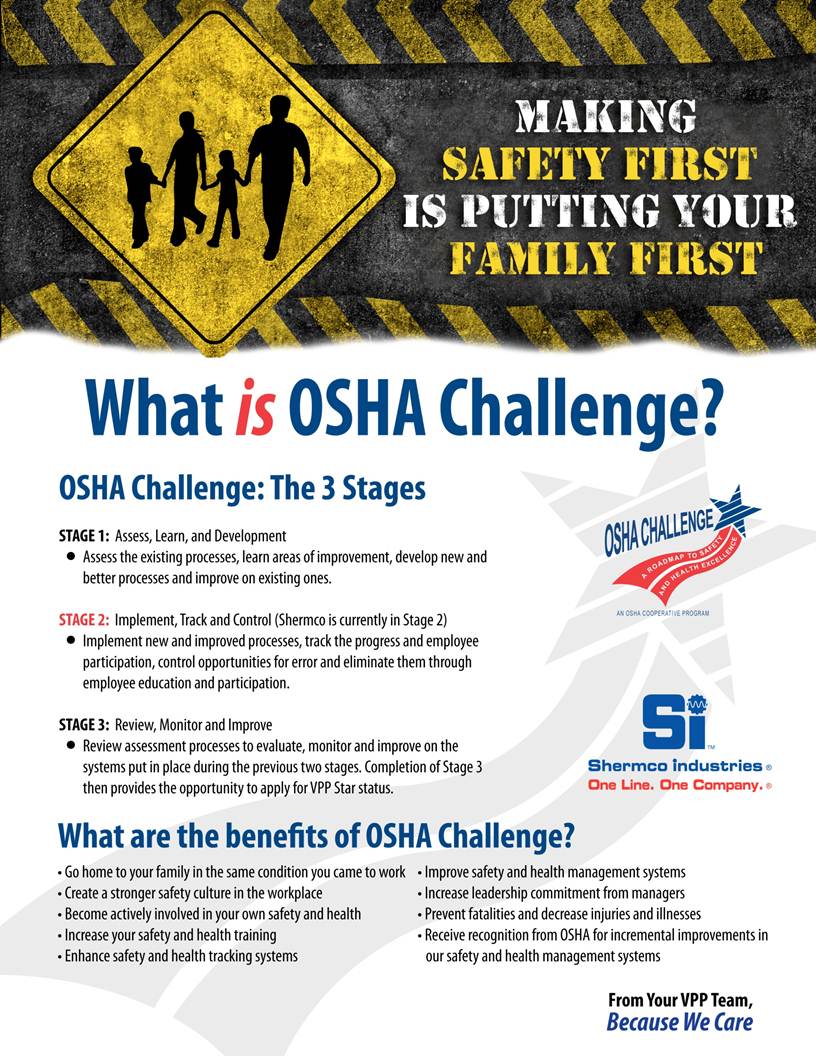 MAKING
SAFETY FIRST
IS PUTTING YOUR
FAMILY FIRST
What is OSHA Challenge?
OSHA Challenge: The 3 Stages
STAGE 1: Assess, Learn, and Development
• Assess the existing processes, learn areas of improvement, develop new and
better processes and improve on existing ones.
STAGE 2: Implement, Track and Control (Shermco is currently in Stage 2)
• Implement new and improved processes, track the progress and employee
participation, control opportunities for error and eliminate them through
employee education and participation.
STAGE 3: Review, Monitor and Improve
• Review assessment processes to evaluate, monitor and improve on the
systems put in place during the previous two stages. Completion of Stage 3
then provides the opportunity to apply for VPP Star status.
OSHA CHALLENGE
A ROADMAP TO SAFETY
AND HEALTH EXCELLENCE
AN OSHA COOPERATIVE PROGRAM
Si™
Shermco industries®
One Line. One Company.®
What are the benefits of OSHA Challenge?
• Go home to your family in the same condition you came to work
• Create a stronger safety culture in the workplace
• Become actively involved in your own safety and health
• Increase your safety and health training
• Enhance safety and health tracking systems
• Improve safety and health management systems
• Increase leadership commitment from managers
• Prevent fatalities and decrease injuries and illnesses
• Receive recognition from OSHA for incremental improvements in
our safety and health management systems
From Your VPP Team,
Because We Care